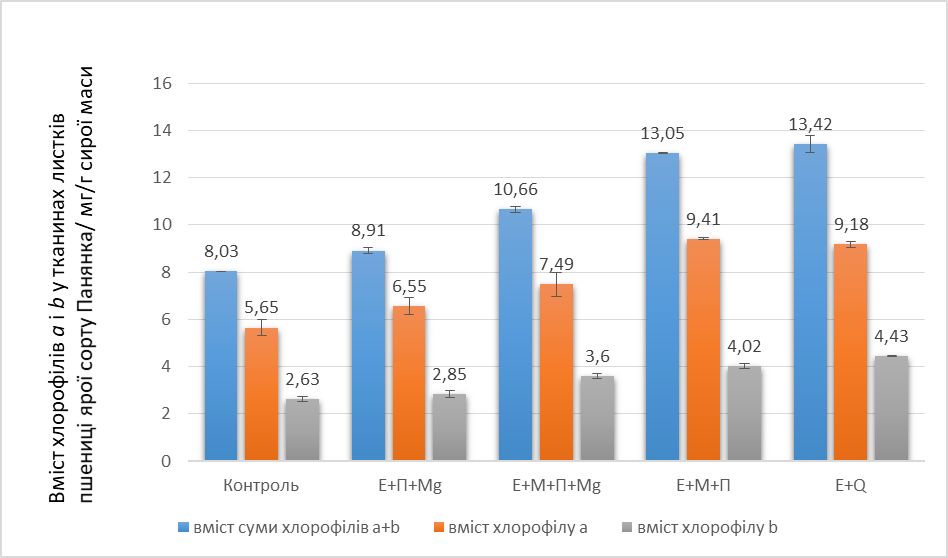 Вміст хлорофілів a і b у тканинах листків
пшениці ярої сорту Панянка/ мг/г сирої маси
16
14
12
10
8
6
4
2
0
8,03
5,65
2,63
8,91
6,55
2,85
10,66
7,49
3,6
13,05
9,41
4,02
13,42
9,18
4,43
Контроль
Е+П+Mg
Е+М+П+Mg
Е+М+П
Е+Q
вміст суми хлорофілів a+b
вміст хлорофілу a
вміст хлорофілу b